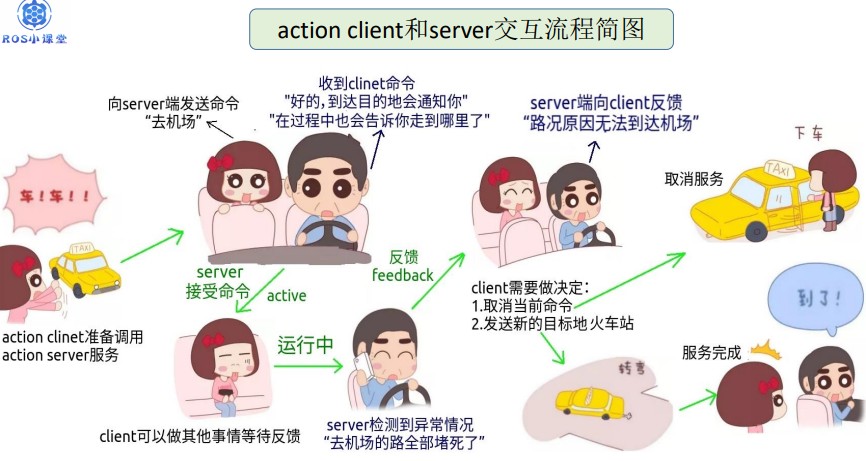 ROS小课堂
action client和server交互流程简图
向server端发送命令
“去机场”
收到clinet命令
"好的,到达目的地会通知你"
"在过程中也会告诉你走到哪里了"
server端向client反馈
“路况原因无法到达机场”
下车
取消服务
TAXI
车！车！！
TAXI
action clinet准备调用
action server服务
server
接受命令
active
反馈
feedback
client需要做决定：
1.取消当前命令
2.发送新的目标地火车站
到了！
运行中
转弯
服务完成
client可以做其他事情等待反馈
server检测到异常情况
“去机场的路全部堵死了”